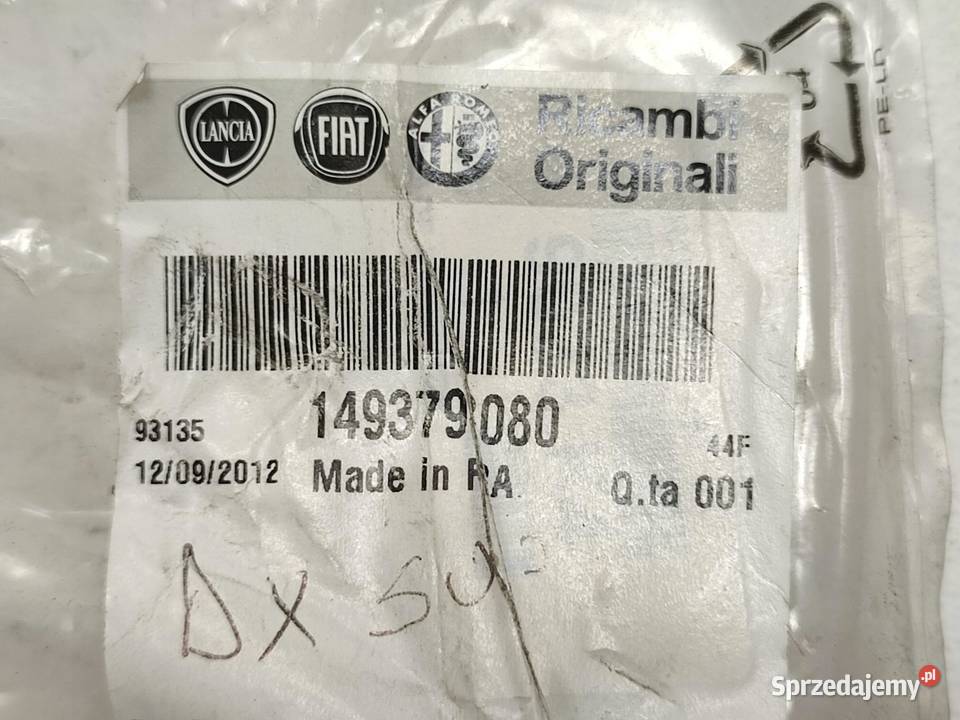 04
PE-LD
LANCIA
FIAT
ALFA ROMEO
Ricambi
Originali
149379080
93135
44F
12/09/2012 Made in
Q.ta 001
DX
Sprzedajemy.pl